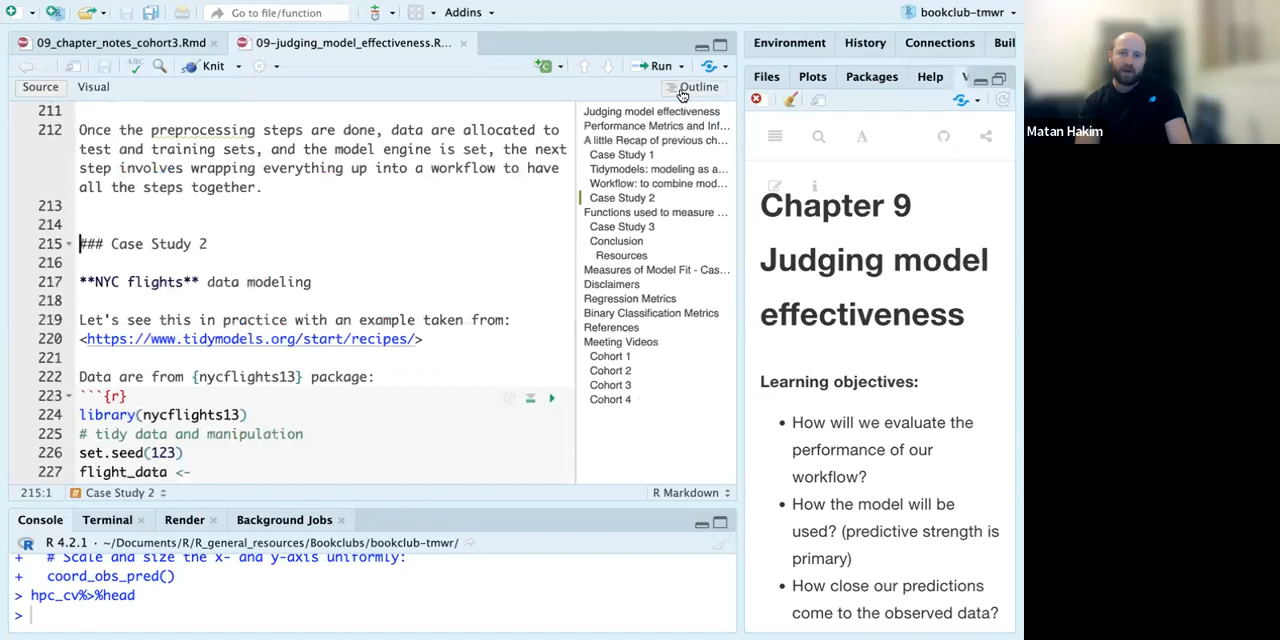 Go to file/function
Addins
bookclub-tmwr
09_chapter_notes_cohort3.Rmd
09-judging_model_effectiveness.R...
Knit
Run
Source
Visual
Outline
211
212 Once the preprocessing steps are done, data are allocated to
test and training sets, and the model engine is set, the next
step involves wrapping everything up into a workflow to have
all the steps together.
213
214
215 ### Case Study 2
216
217 **NYC flights** data modeling
218
219 Let's see this in practice with an example taken from:
220 <https://www.tidymodels.org/start/recipes/>
221
222 Data are from {nycflights13} package:
223 ```{r}
224 library(nycflights13)
225 # tidy data and manipulation
226 set.seed(123)
227 flight_data <-
Judging model effectiveness
Performance Metrics and Inf...
A little Recap of previous ch...
Case Study 1
Tidymodels: modeling as a...
Workflow: to combine mod...
Case Study 2
Functions used to measure ...
Case Study 3
Conclusion
Resources
Measures of Model Fit - Cas...
Disclaimers
Regression Metrics
Binary Classification Metrics
References
Meeting Videos
Cohort 1
Cohort 2
Cohort 3
Cohort 4
215:1
# Case Study 2
R Markdown
Console
Terminal
Render
Background Jobs
R 4.2.1 · ~/Documents/R/R_general_resources/Bookclubs/bookclub-tmwr/
+ # Scale and size the x- and y-axis uniformly:
+ coord_obs_pred()
> hpc_cv%>%head
>
Environment
History
Connections
Buil
Files
Plots
Packages
Help
V
Chapter 9
Judging model
effectiveness
Learning objectives:
• How will we evaluate the
performance of our
workflow?
• How the model will be
used? (predictive strength is
primary)
• How close our predictions
come to the observed data?
Matan Hakim